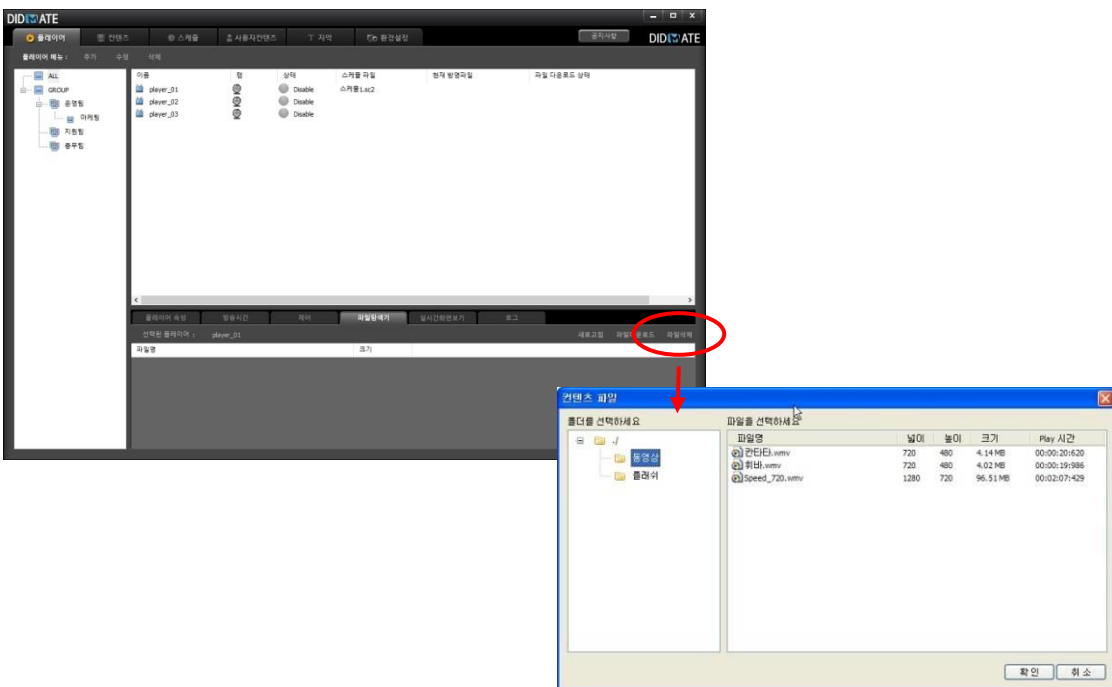 DIDMATE
플레이어 컨텐츠 스케쥴 사용자컨텐츠 T 자막 환경설정 공지사항 DIDMATE
플레이어 메뉴 : 추가 수정 삭제
ALL
GROUP
운영팀
마케팅
지원팀
총무팀
이름 캠 상태 스케쥴 파일 현재 방영파일 파일 다운로드 상태
player_01 Disable 스케쥴1.sc2
player_02 Disable
player_03 Disable
플레이어 속성 방송시간 제어 파일탐색기 실시간화면보기 로그
선택된 플레이어 : player_01 새로고침 파일다운로드 파일삭제
파일명 크기
컨텐츠 파일
폴더를 선택하세요 파일을 선택하세요
./
동영상
플래쉬
파일명 넓이 높이 크기 Play 시간
칸타타.wmv 720 480 4.14 MB 00:00:20:620
휘바.wmv 720 480 4.02 MB 00:00:19:986
Speed_720.wmv 1280 720 96.51 MB 00:02:07:429
확인 취소